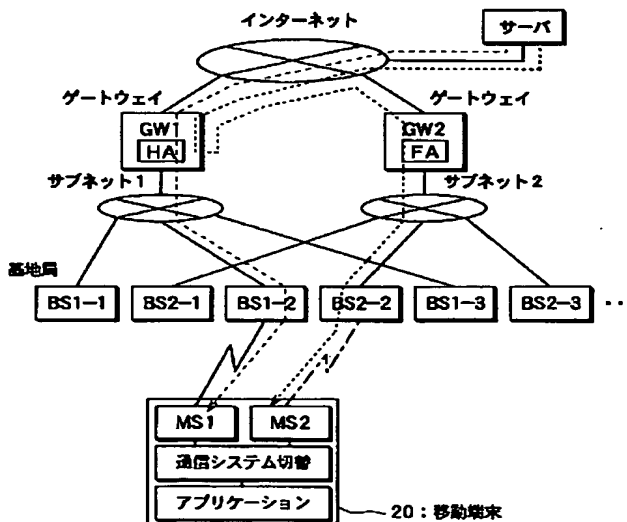 インターネット
サーバ
ゲートウェイ
ゲートウェイ
GW1
HA
GW2
FA
サブネット1
サブネット2
基地局
BS1-1
BS2-1
BS1-2
BS2-2
BS1-3
BS2-3
‥
MS1
MS2
通信システム切替
アプリケーション
20：移動端末